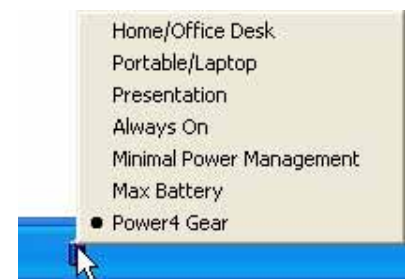 Home/Office Desk
Portable/Laptop
Presentation
Always On
Minimal Power Management
Max Battery
Power4 Gear